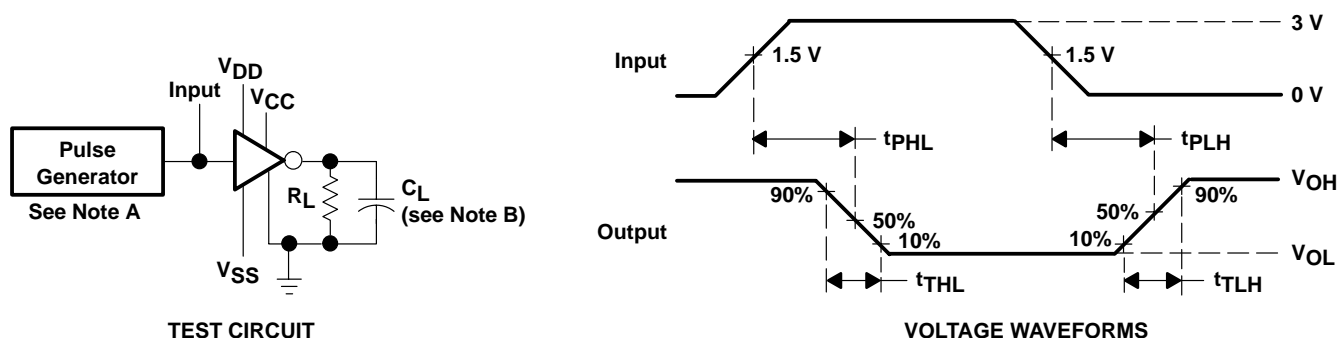 VDD
Input
VCC
Pulse
Generator
See Note A
RL
CL
(see Note B)
VSS
TEST CIRCUIT
3 V
Input
1.5 V
1.5 V
0 V
tPHL
tPLH
VOH
90%
50%
10%
50%
90%
10%
Output
VOL
tTHL
tTLH
VOLTAGE WAVEFORMS